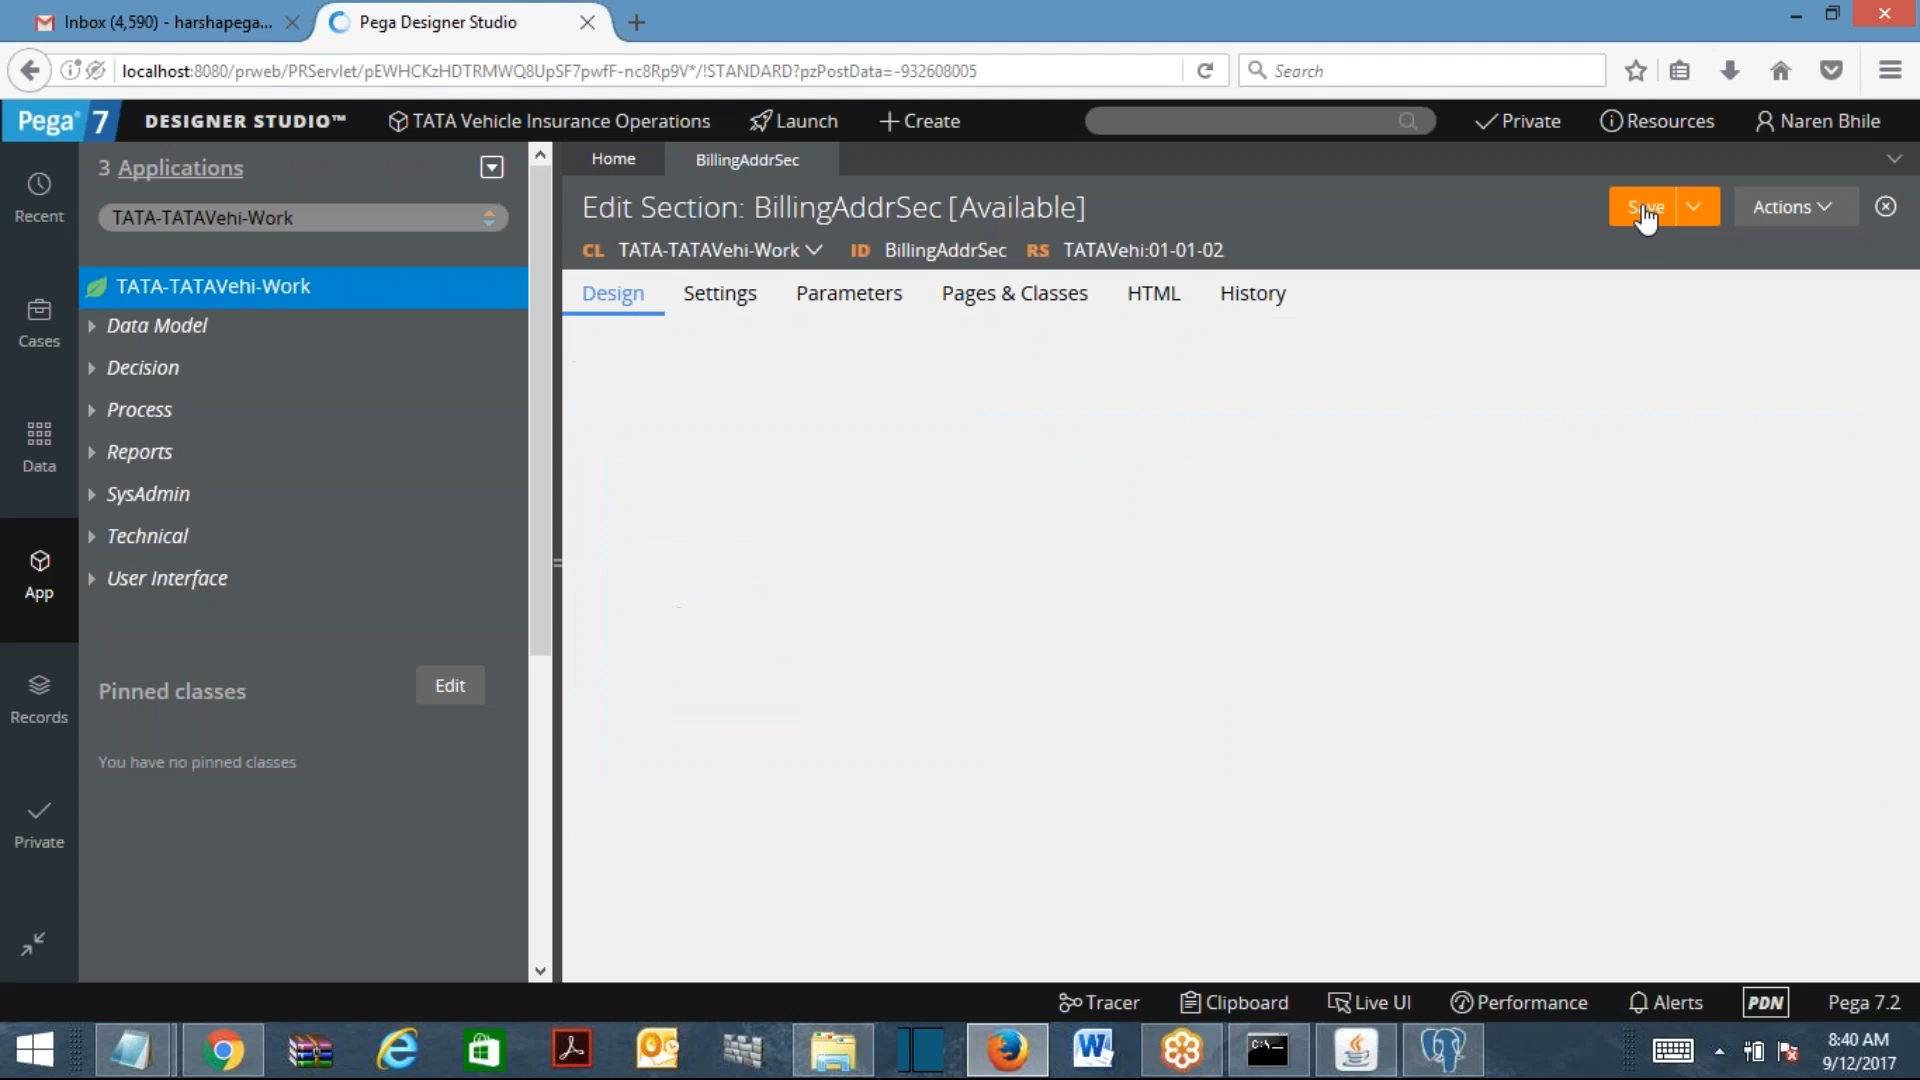 Inbox (4,590) - harshapega...
Pega Designer Studio
localhost:8080/prweb/PRServlet/pEWHCKzHDTRMWQ8UpSF7pwfF-nc8Rp9V*/!STANDARD?pzPostData=-932608005
Search
Pega 7
DESIGNER STUDIO™
TATA Vehicle Insurance Operations
Launch
Create
Private
Resources
Naren Bhile
Recent
Cases
Data
App
Records
Private
3 Applications
TATA-TATAVehi-Work
TATA-TATAVehi-Work
Data Model
Decision
Process
Reports
SysAdmin
Technical
User Interface
Pinned classes
Edit
You have no pinned classes
Home
BillingAddrSec
Edit Section: BillingAddrSec [Available]
Save
Actions
CL TATA-TATAVehi-Work ID BillingAddrSec RS TATAVehi:01-01-02
Design
Settings
Parameters
Pages & Classes
HTML
History
Tracer
Clipboard
Live UI
Performance
Alerts
PDN
Pega 7.2
8:40 AM
9/12/2017